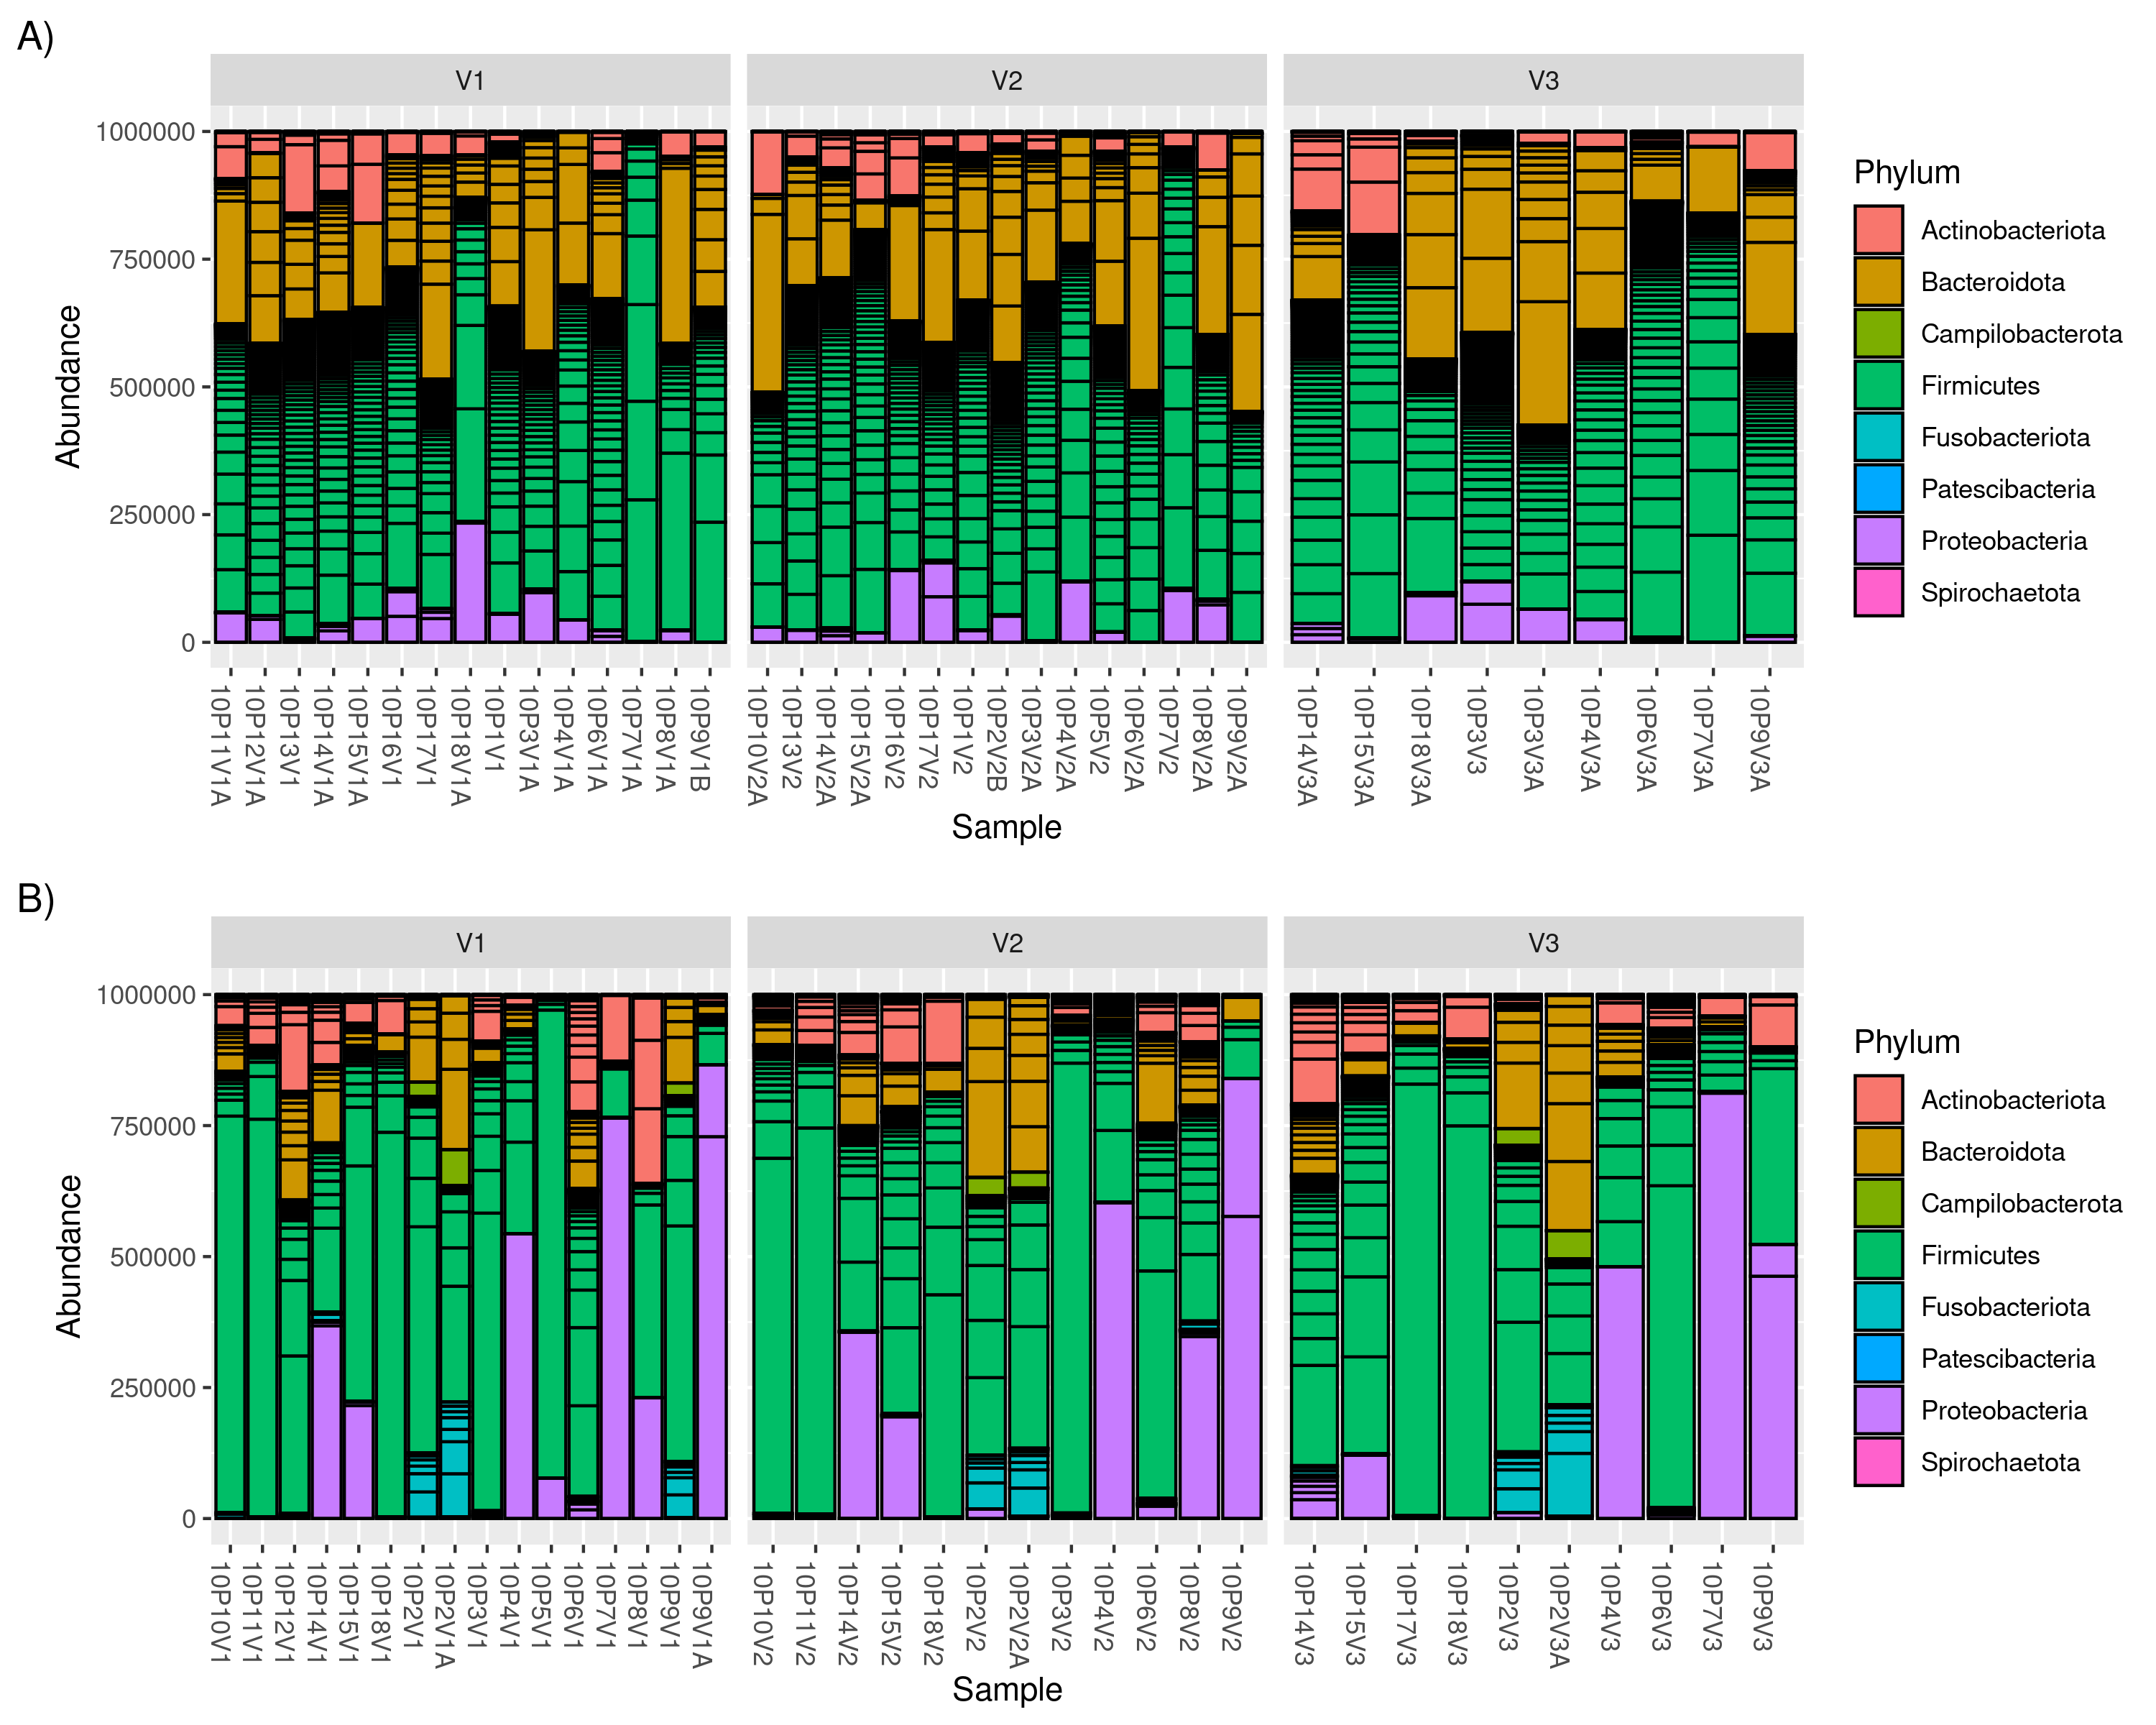 A)
V1 V2 V3
1000000
750000
500000
250000
0
Abundance
10P11V1A 10P12V1A 10P13V1 10P14V1A 10P15V1A 10P16V1 10P17V1 10P18V1A 10P1V1 10P3V1A 10P4V1A 10P6V1A 10P7V1A 10P8V1A 10P9V1B 10P10V2A 10P13V2 10P14V2A 10P15V2A 10P16V2 10P17V2 10P1V2 10P2V2B 10P3V2A 10P4V2A 10P5V2 10P6V2A 10P7V2 10P8V2A 10P9V2A 10P14V3A 10P15V3A 10P18V3A 10P3V3 10P3V3A 10P4V3A 10P6V3A 10P7V3A 10P9V3A
Sample
Phylum
Actinobacteriota
Bacteroidota
Campilobacterota
Firmicutes
Fusobacteriota
Patescibacteria
Proteobacteria
Spirochaetota
B)
V1 V2 V3
1000000
750000
500000
250000
0
Abundance
10P10V1 10P11V1 10P12V1 10P14V1 10P15V1 10P18V1 10P2V1 10P2V1A 10P3V1 10P4V1 10P5V1 10P6V1 10P7V1 10P8V1 10P9V1 10P9V1A 10P10V2 10P11V2 10P14V2 10P15V2 10P18V2 10P2V2 10P2V2A 10P3V2 10P4V2 10P6V2 10P8V2 10P9V2 10P14V3 10P15V3 10P17V3 10P18V3 10P2V3 10P2V3A 10P4V3 10P6V3 10P7V3 10P9V3
Sample
Phylum
Actinobacteriota
Bacteroidota
Campilobacterota
Firmicutes
Fusobacteriota
Patescibacteria
Proteobacteria
Spirochaetota